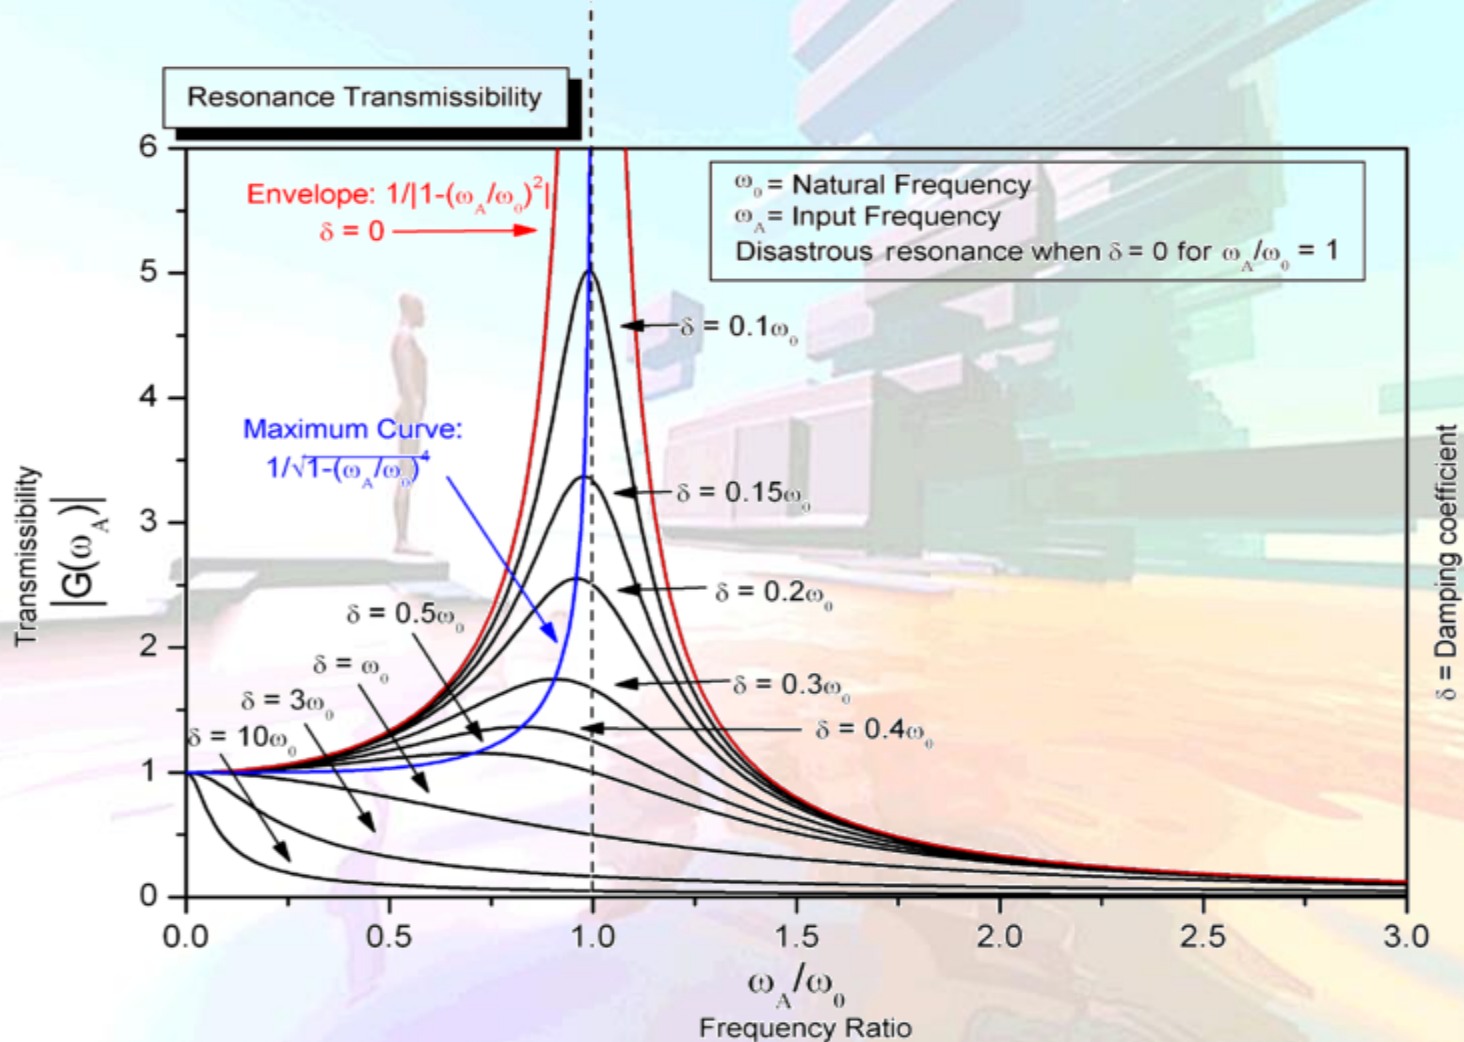 Resonance Transmissibility
Envelope: 1/|1-(ω_A/ω_0)^2|
δ = 0
ω_0 = Natural Frequency
ω_A = Input Frequency
Disastrous resonance when δ = 0 for ω_A/ω_0 = 1
δ = 0.1ω_0
Maximum Curve:
1/√1-(ω_A/ω_0)^4
δ = 0.15ω_0
δ = 0.2ω_0
δ = 0.5ω_0
δ = ω_0
δ = 3ω_0
δ = 10ω_0
δ = 0.3ω_0
δ = 0.4ω_0
6
5
4
3
2
1
0
0.0 0.5 1.0 1.5 2.0 2.5 3.0
ω_A/ω_0
Frequency Ratio
Transmissibility
|G(ω_A)|
δ = Damping coefficient